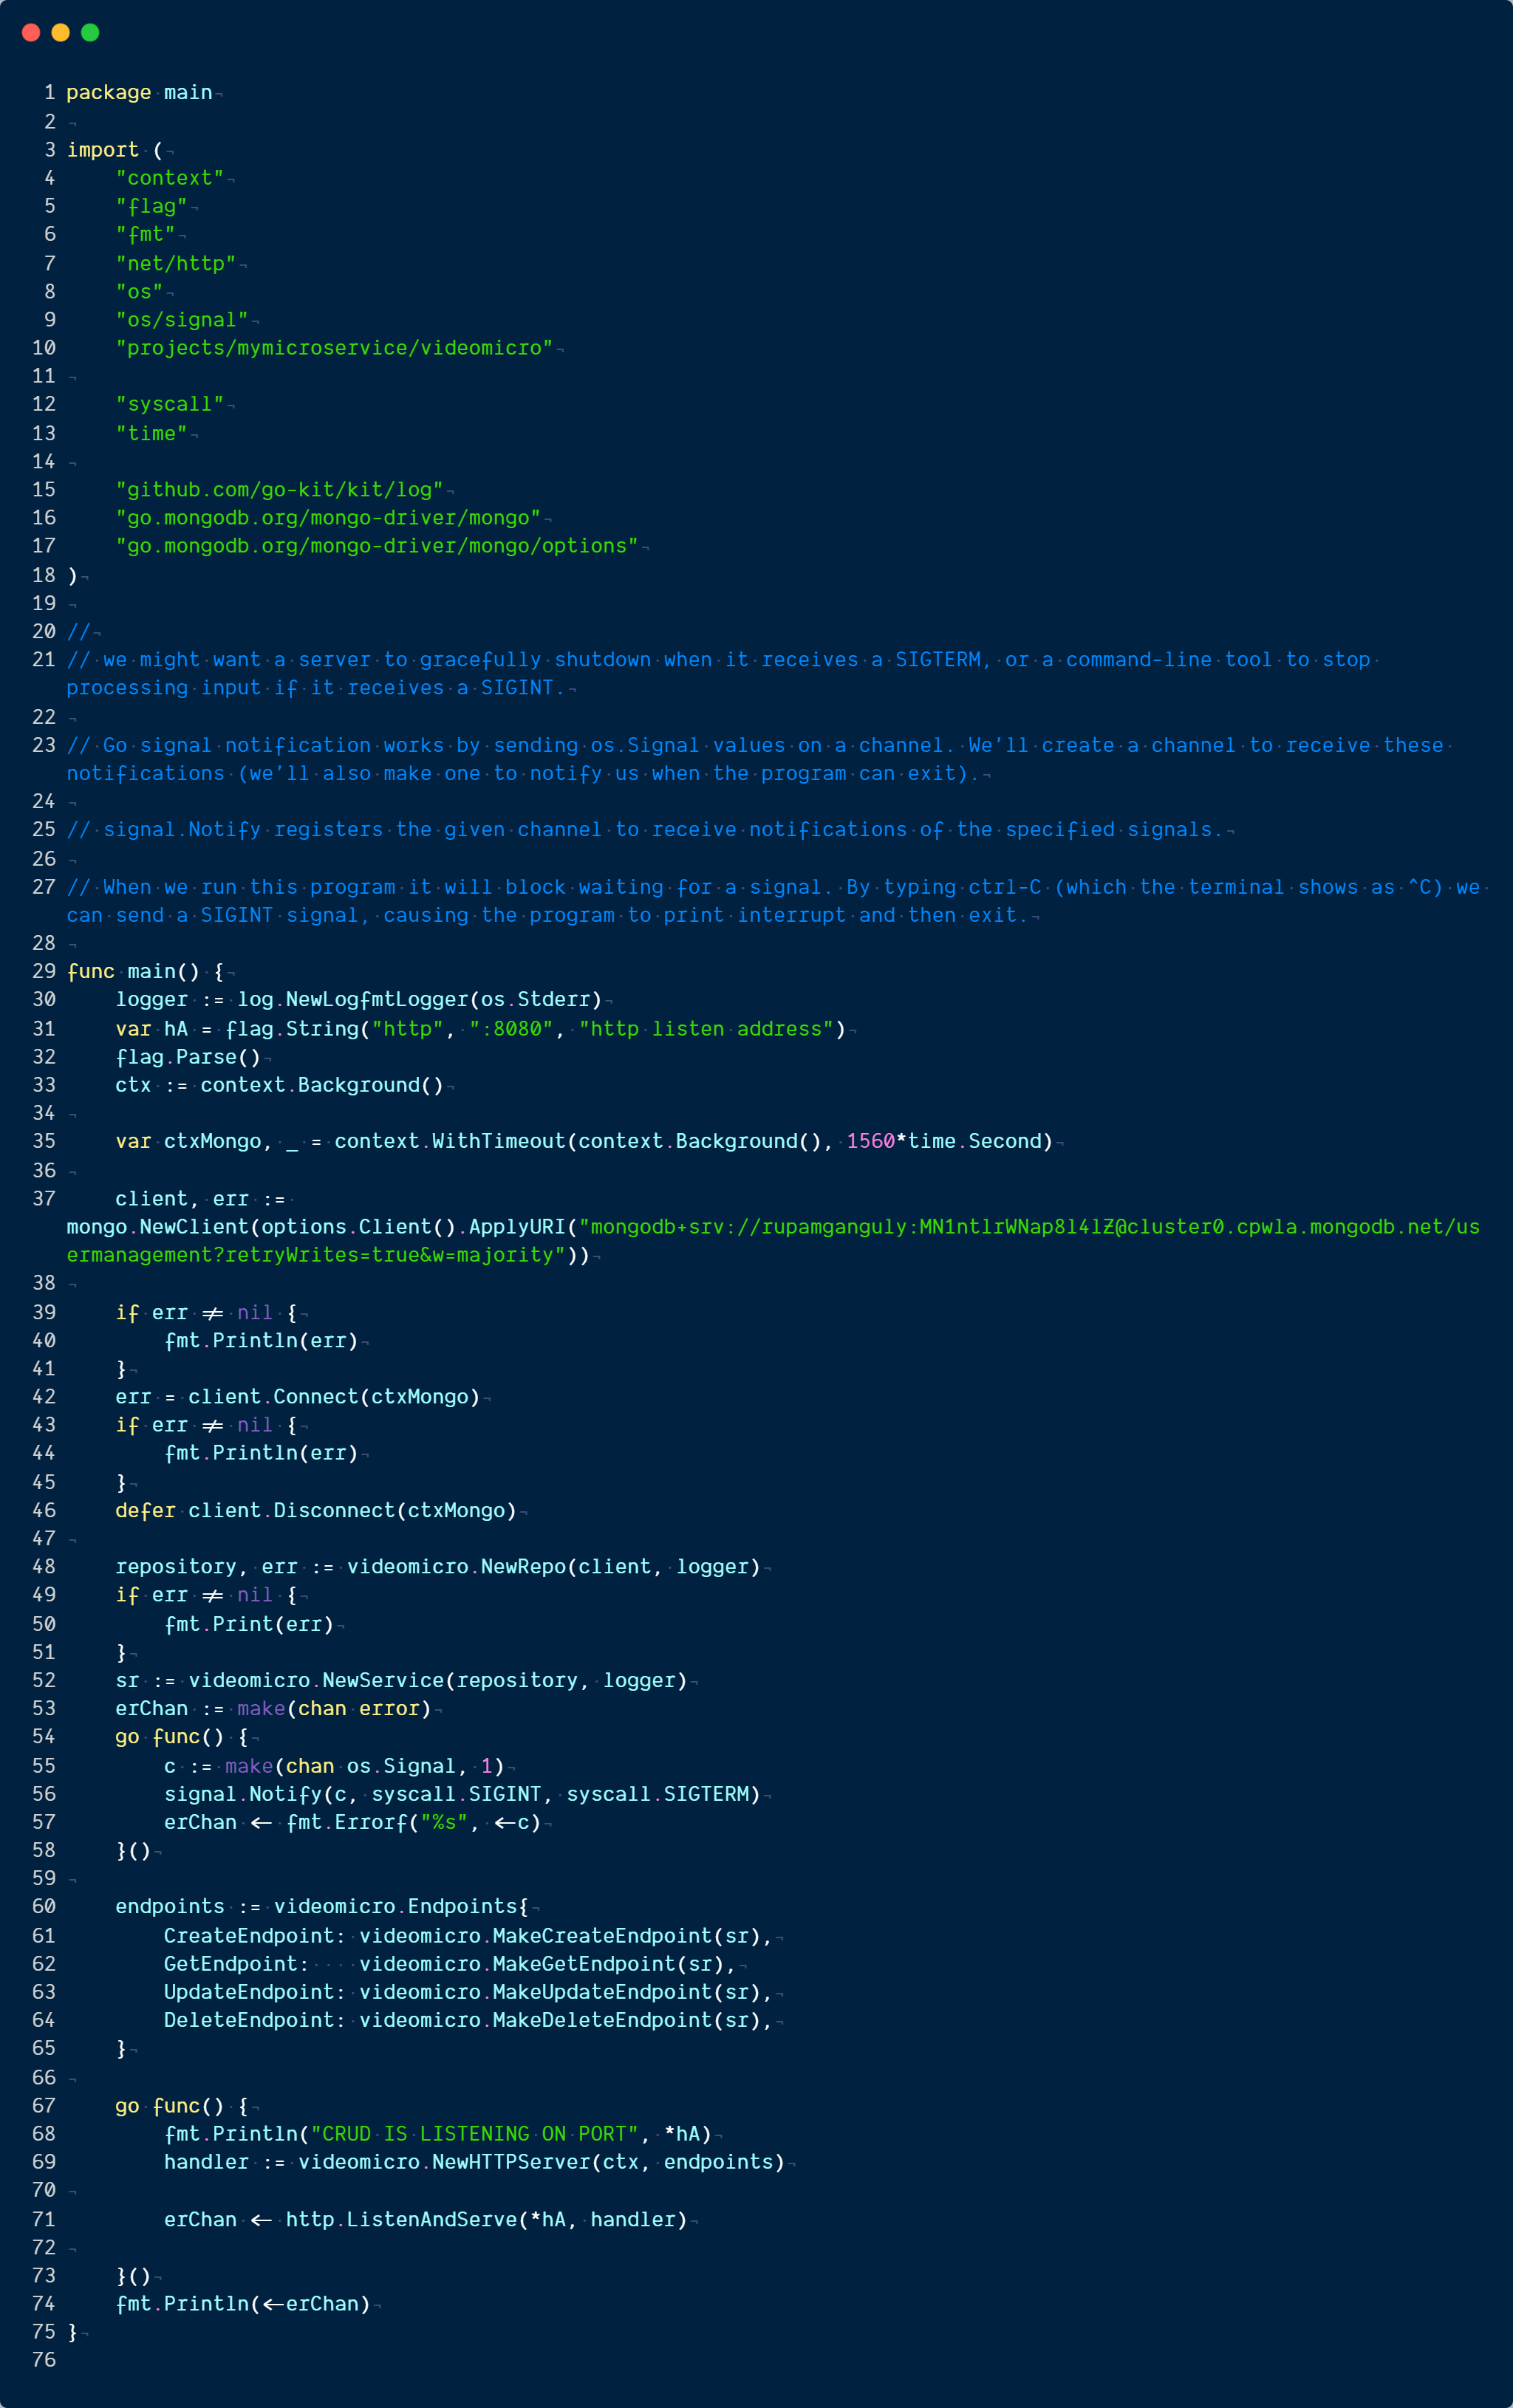 1 package main
2
3 import (
4     "context"
5     "flag"
6     "fmt"
7     "net/http"
8     "os"
9     "os/signal"
10     "projects/mymicroservice/videomicro"
11
12     "syscall"
13     "time"
14
15     "github.com/go-kit/kit/log"
16     "go.mongodb.org/mongo-driver/mongo"
17     "go.mongodb.org/mongo-driver/mongo/options"
18 )
19
20 //
21 // we might want a server to gracefully shutdown when it receives a SIGTERM, or a command-line tool to stop
processing input if it receives a SIGINT.
22
23 // Go signal notification works by sending os.Signal values on a channel. We’ll create a channel to receive these
notifications (we’ll also make one to notify us when the program can exit).
24
25 // signal.Notify registers the given channel to receive notifications of the specified signals.
26
27 // When we run this program it will block waiting for a signal. By typing ctrl-C (which the terminal shows as ^C) we
can send a SIGINT signal, causing the program to print interrupt and then exit.
28
29 func main() {
30     logger := log.NewLogfmtLogger(os.Stderr)
31     var hA = flag.String("http", ":8080", "http listen address")
32     flag.Parse()
33     ctx := context.Background()
34
35     var ctxMongo, _ = context.WithTimeout(context.Background(), 1560*time.Second)
36
37     client, err :=
mongo.NewClient(options.Client().ApplyURI("mongodb+srv://rupamganguly:MN1ntlrWNap8l4lZ@cluster0.cpwla.mongodb.net/us
ermanagement?retryWrites=true&w=majority"))
38
39     if err != nil {
40         fmt.Println(err)
41     }
42     err = client.Connect(ctxMongo)
43     if err != nil {
44         fmt.Println(err)
45     }
46     defer client.Disconnect(ctxMongo)
47
48     repository, err := videomicro.NewRepo(client, logger)
49     if err != nil {
50         fmt.Print(err)
51     }
52     sr := videomicro.NewService(repository, logger)
53     erChan := make(chan error)
54     go func() {
55         c := make(chan os.Signal, 1)
56         signal.Notify(c, syscall.SIGINT, syscall.SIGTERM)
57         erChan <- fmt.Errorf("%s", <-c)
58     }()
59
60     endpoints := videomicro.Endpoints{
61         CreateEndpoint: videomicro.MakeCreateEndpoint(sr),
62         GetEndpoint:    videomicro.MakeGetEndpoint(sr),
63         UpdateEndpoint: videomicro.MakeUpdateEndpoint(sr),
64         DeleteEndpoint: videomicro.MakeDeleteEndpoint(sr),
65     }
66
67     go func() {
68         fmt.Println("CRUD IS LISTENING ON PORT", *hA)
69         handler := videomicro.NewHTTPServer(ctx, endpoints)
70
71         erChan <- http.ListenAndServe(*hA, handler)
72
73     }()
74     fmt.Println(<-erChan)
75 }
76